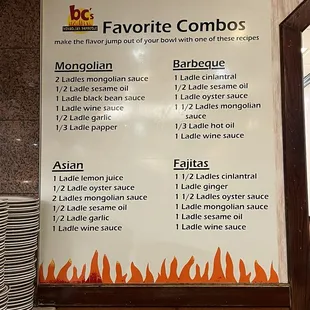 bc's
Favorite Combos
make the flavor jump out of your bowl with one of these recipes
Mongolian
2 Ladles mongolian sauce
1/2 Ladle sesame oil
1 Ladle black bean sauce
1 Ladle wine sauce
1/2 Ladle garlic
1/3 Ladle papper
Barbeque
1 Ladle cinlantral
1/2 Ladle sesame oil
1 Ladle oyster sauce
1 1/2 Ladles mongolian
sauce
1/3 Ladle hot oil
1 Ladle wine sauce
Asian
1 Ladle lemon juice
1/2 Ladle oyster sauce
2 Ladles mongolian sauce
1/2 Ladle sesame oil
1/2 Ladle garlic
1 Ladle wine sauce
Fajitas
1 1/2 Ladles cinlantral
1 Ladle ginger
1 1/2 Ladle oyster sauce
1 Ladle mongolian sauce
1 Ladle sesame oil
1 Ladle wine sauce